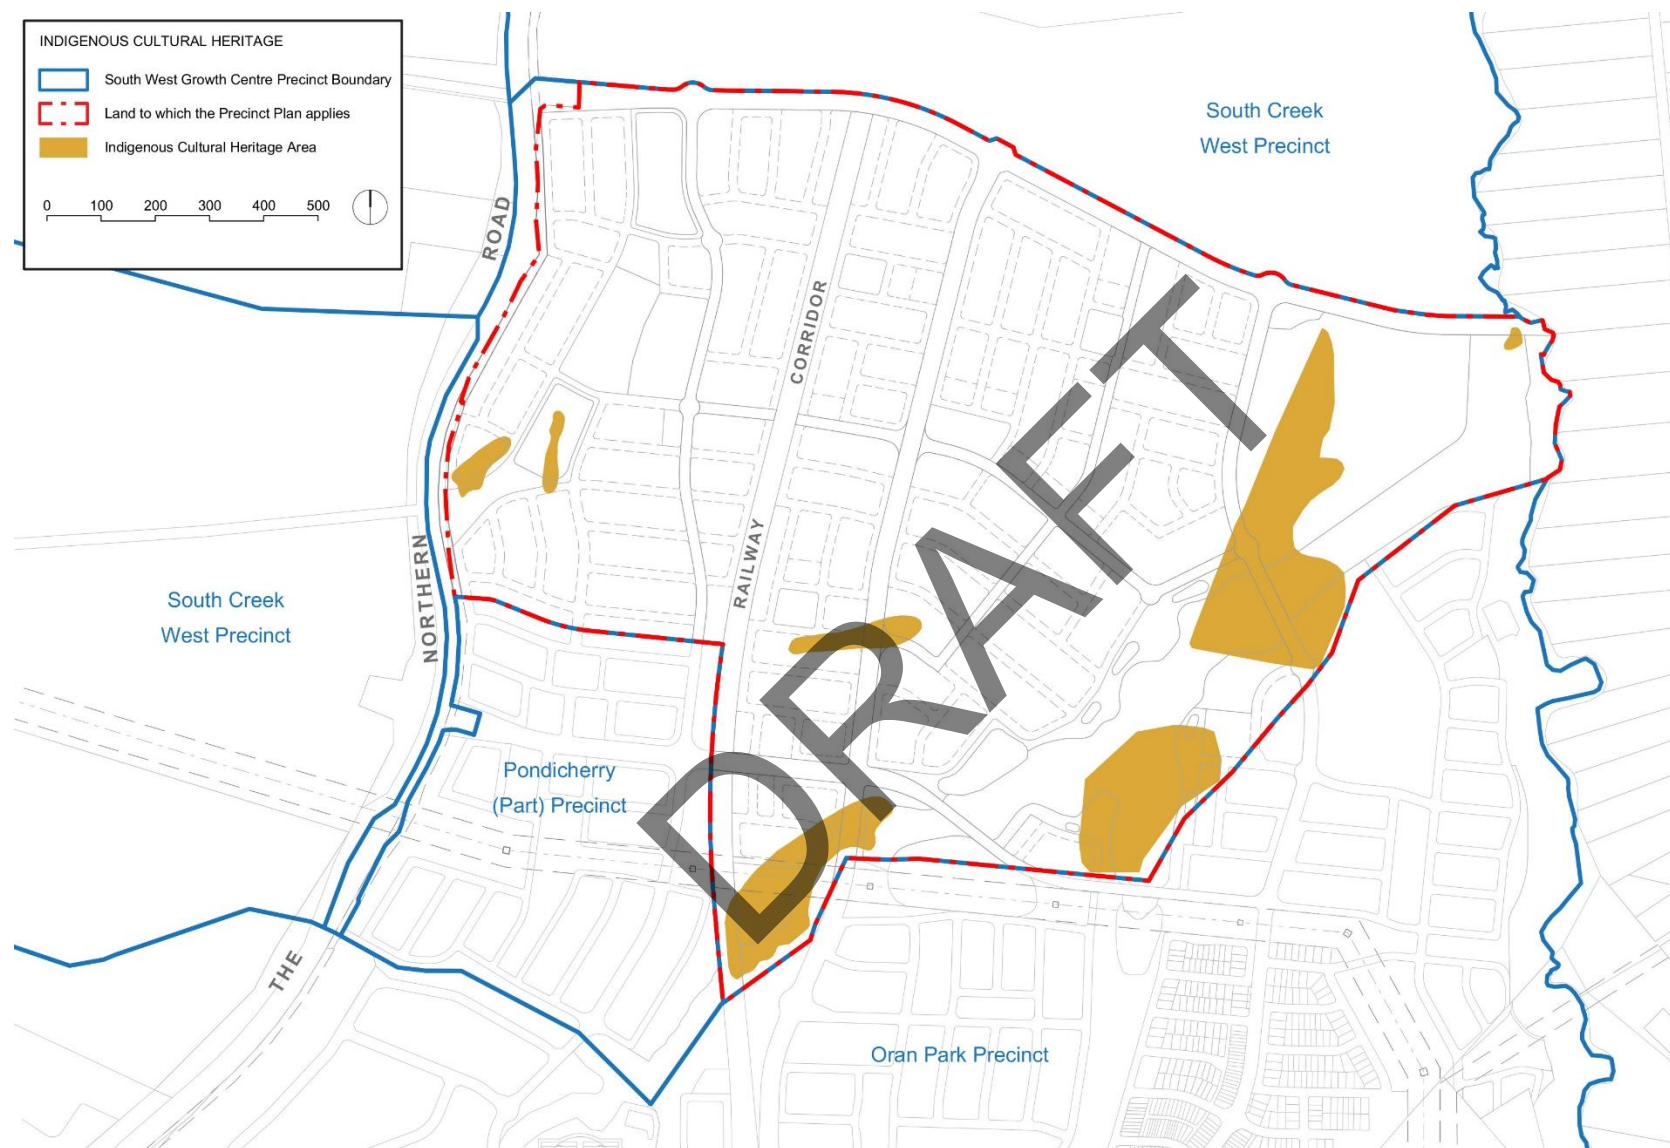 INDIGENOUS CULTURAL HERITAGE
South West Growth Centre Precinct Boundary
Land to which the Precinct Plan applies
Indigenous Cultural Heritage Area
0 100 200 300 400 500
South Creek
West Precinct
ROAD
CORRIDOR
RAILWAY
NORTHERN
THE
South Creek
West Precinct
Pondicherry
(Part) Precinct
DRAFT
Oran Park Precinct